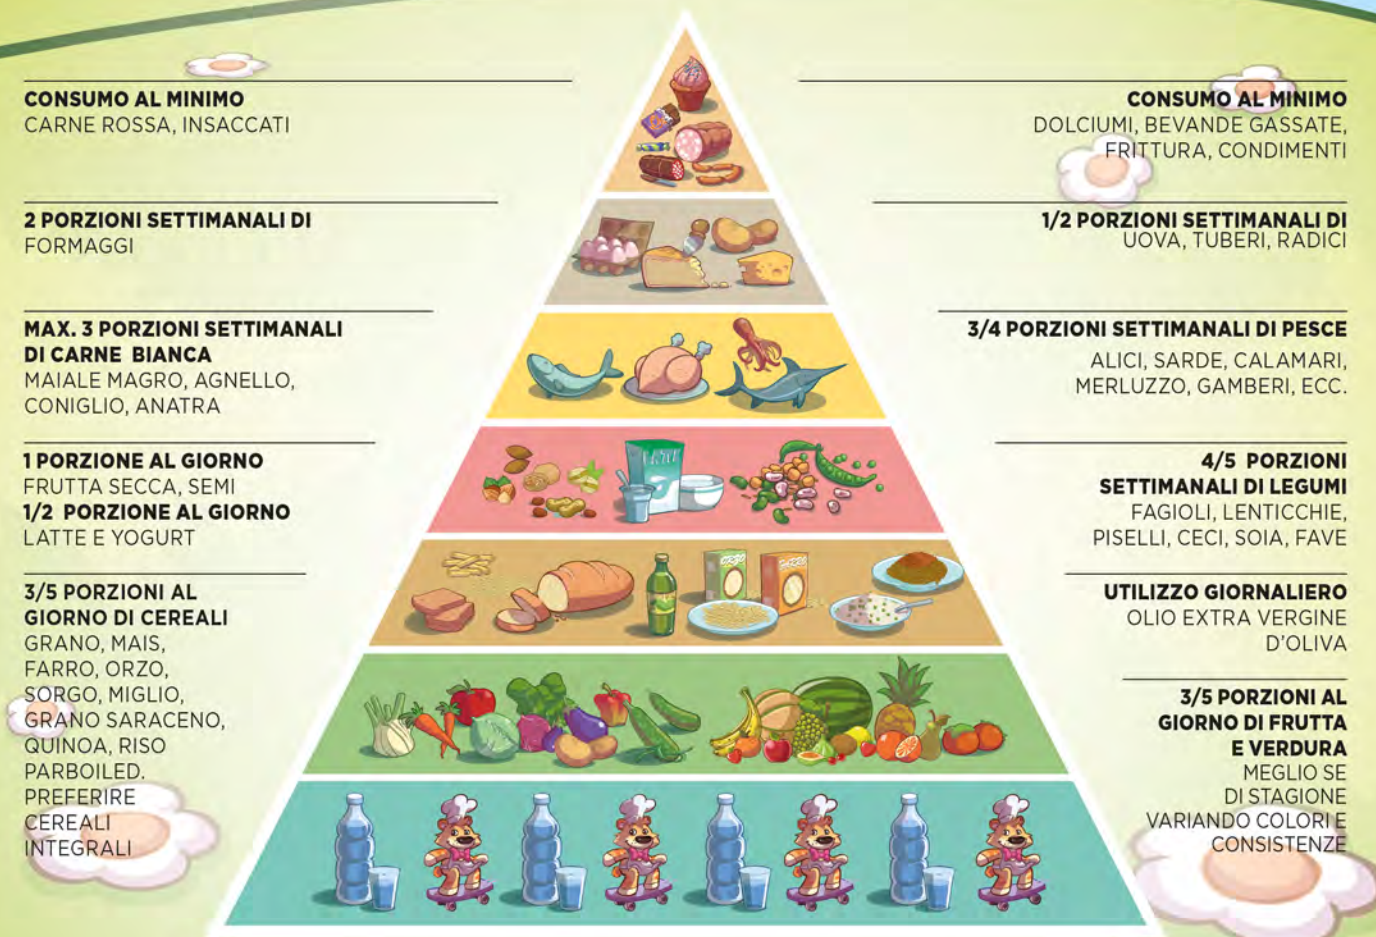 CONSUMO AL MINIMO
CARNE ROSSA, INSACCATI
2 PORZIONI SETTIMANALI DI
FORMAGGI
MAX. 3 PORZIONI SETTIMANALI
DI CARNE BIANCA
MAIALE MAGRO, AGNELLO,
CONIGLIO, ANATRA
1 PORZIONE AL GIORNO
FRUTTA SECCA, SEMI
1/2 PORZIONE AL GIORNO
LATTE E YOGURT
3/5 PORZIONI AL
GIORNO DI CEREALI
GRANO, MAIS,
FARRO, ORZO,
SORGO, MIGLIO,
GRANO SARACENO,
QUINOA, RISO
PARBOILED.
PREFERIRE
CEREALI
INTEGRALI
CONSUMO AL MINIMO
DOLCIUMI, BEVANDE GASSATE,
FRITTURA, CONDIMENTI
1/2 PORZIONI SETTIMANALI DI
UOVA, TUBERI, RADICI
3/4 PORZIONI SETTIMANALI DI PESCE
ALICI, SARDE, CALAMARI,
MERLUZZO, GAMBERI, ECC.
4/5 PORZIONI
SETTIMANALI DI LEGUMI
FAGIOLI, LENTICCHIE,
PISELLI, CECI, SOIA, FAVE
UTILIZZO GIORNALIERO
OLIO EXTRA VERGINE
D'OLIVA
3/5 PORZIONI AL
GIORNO DI FRUTTA
E VERDURA
MEGLIO SE
DI STAGIONE
VARIANDO COLORI E
CONSISTENZE